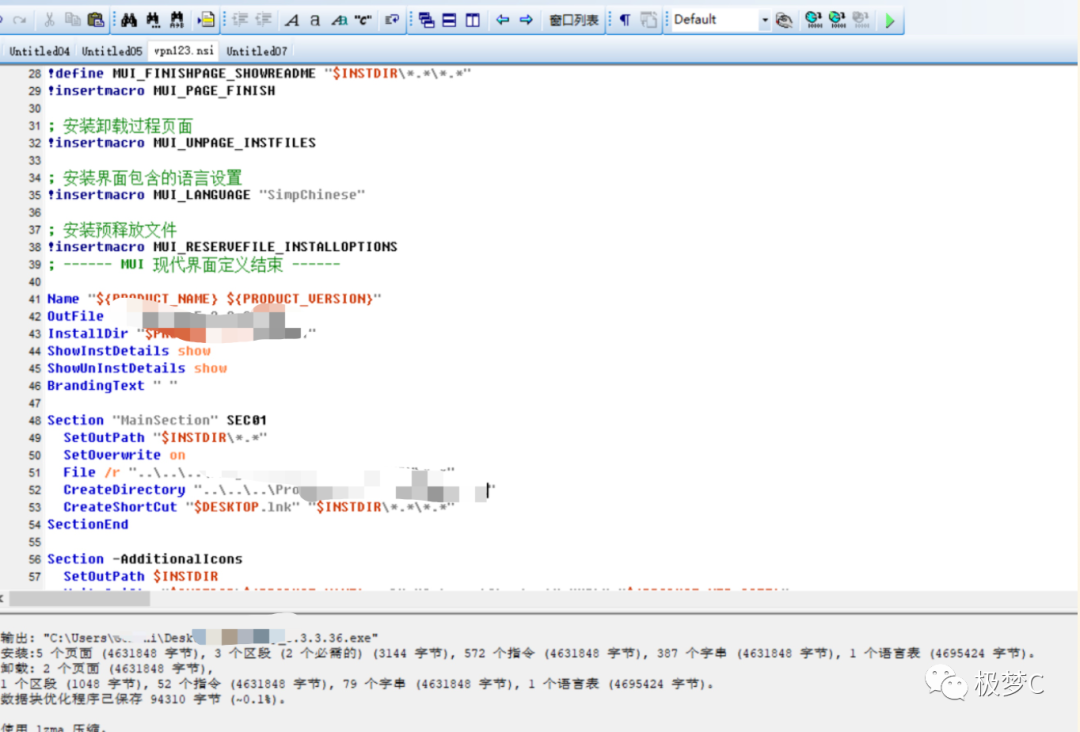 窗口列表 Default
Untitled04 Untitled05 vpn123.nsi Untitled07
28 !define MUI_FINISHPAGE_SHOWREADME "$INSTDIR\*.*\*.*"
29 !insertmacro MUI_PAGE_FINISH
30
31 ; 安装卸载过程页面
32 !insertmacro MUI_UNPAGE_INSTFILES
33
34 ; 安装界面包含的语言设置
35 !insertmacro MUI_LANGUAGE "SimpChinese"
36
37 ; 安装预释放文件
38 !insertmacro MUI_RESERVEFILE_INSTALLOPTIONS
39 ; ------ MUI 现代界面定义结束 ------
40
41 Name "${PRODUCT_NAME} ${PRODUCT_VERSION}"
42 OutFile
43 InstallDir
44 ShowInstDetails show
45 ShowUnInstDetails show
46 BrandingText " "
47
48 Section "MainSection" SEC01
49 SetOutPath "$INSTDIR\*.*"
50 SetOverwrite on
51 File /r "..\..\..
52 CreateDirectory "..\..\..\Pro
53 CreateShortCut "$DESKTOP.lnk" "$INSTDIR\*.*\*.*"
54 SectionEnd
55
56 Section -AdditionalIcons
57 SetOutPath $INSTDIR
输出: "C:\Users\ \Desk .3.3.36.exe"
安装:5 个页面 (4631848 字节), 3 个区段 (2 个必需的) (3144 字节), 572 个指令 (4631848 字节), 387 个字串 (4631848 字节), 1 个语言表 (4695424 字节)。
卸载: 2 个页面 (4631848 字节),
1 个区段 (1048 字节), 52 个指令 (4631848 字节), 79 个字串 (4631848 字节), 1 个语言表 (4695424 字节)。
数据块优化程序已保存 94310 字节 (~0.1%)。
使用 lzma 压缩。
极梦C